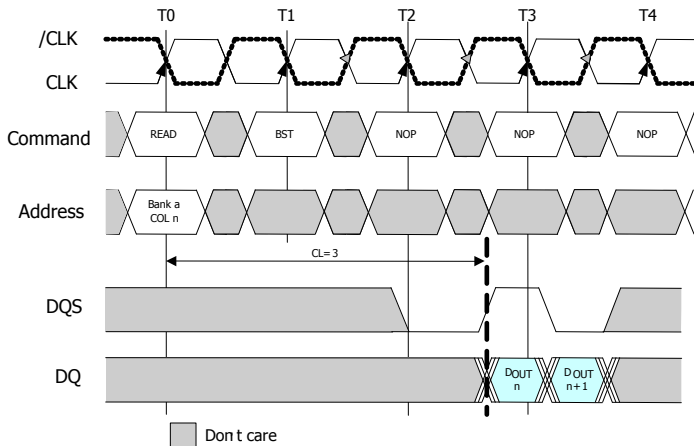 T0 T1 T2 T3 T4
/CLK
CLK
Command READ BST NOP NOP NOP
Address Bank a
COL n
CL= 3
DQS
DQ DOUT n DOUT n+1
Don't care